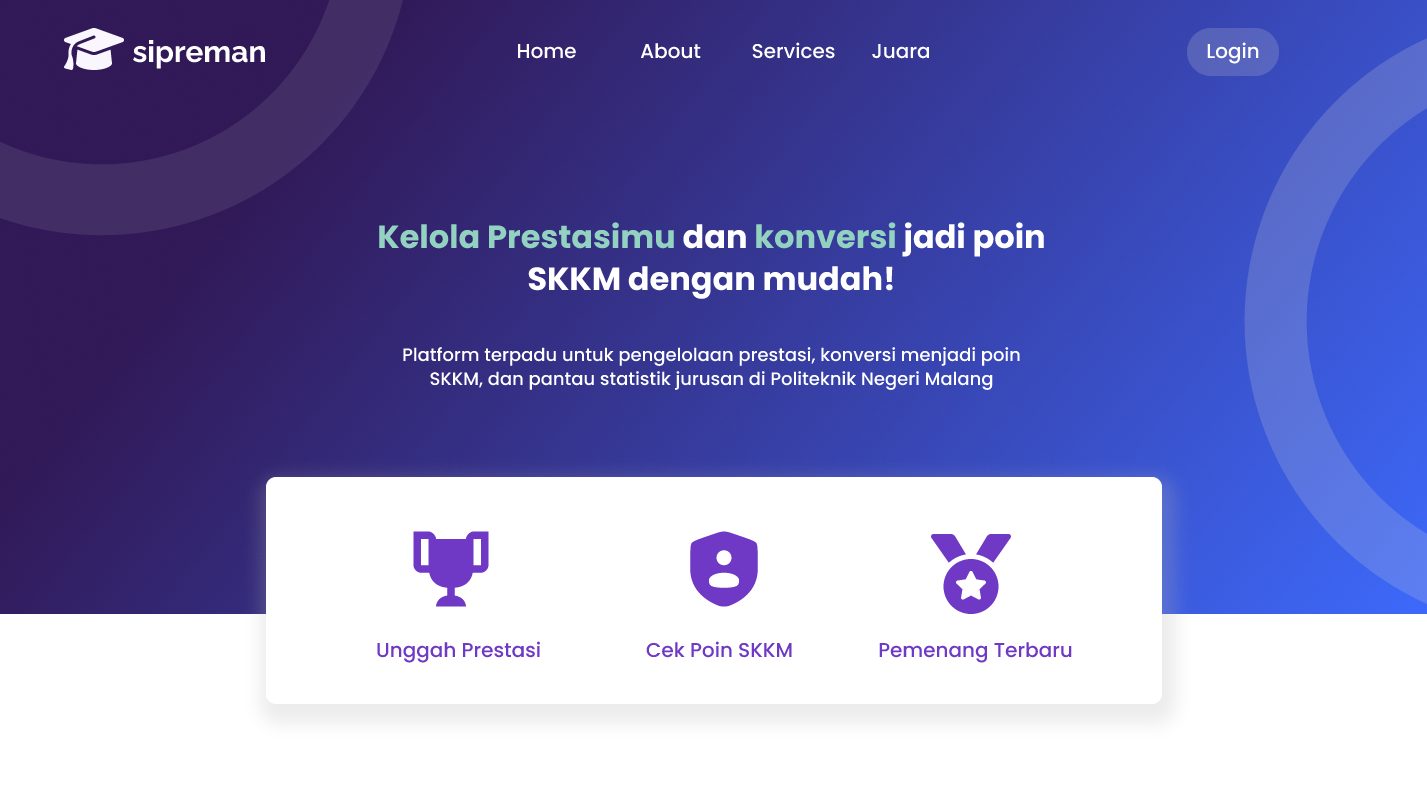 sipreman
Home About Services Juara
Login
Kelola Prestasimu dan konversi jadi poin
SKKM dengan mudah!
Platform terpadu untuk pengelolaan prestasi, konversi menjadi poin
SKKM, dan pantau statistik jurusan di Politeknik Negeri Malang
Unggah Prestasi
Cek Poin SKKM
Pemenang Terbaru